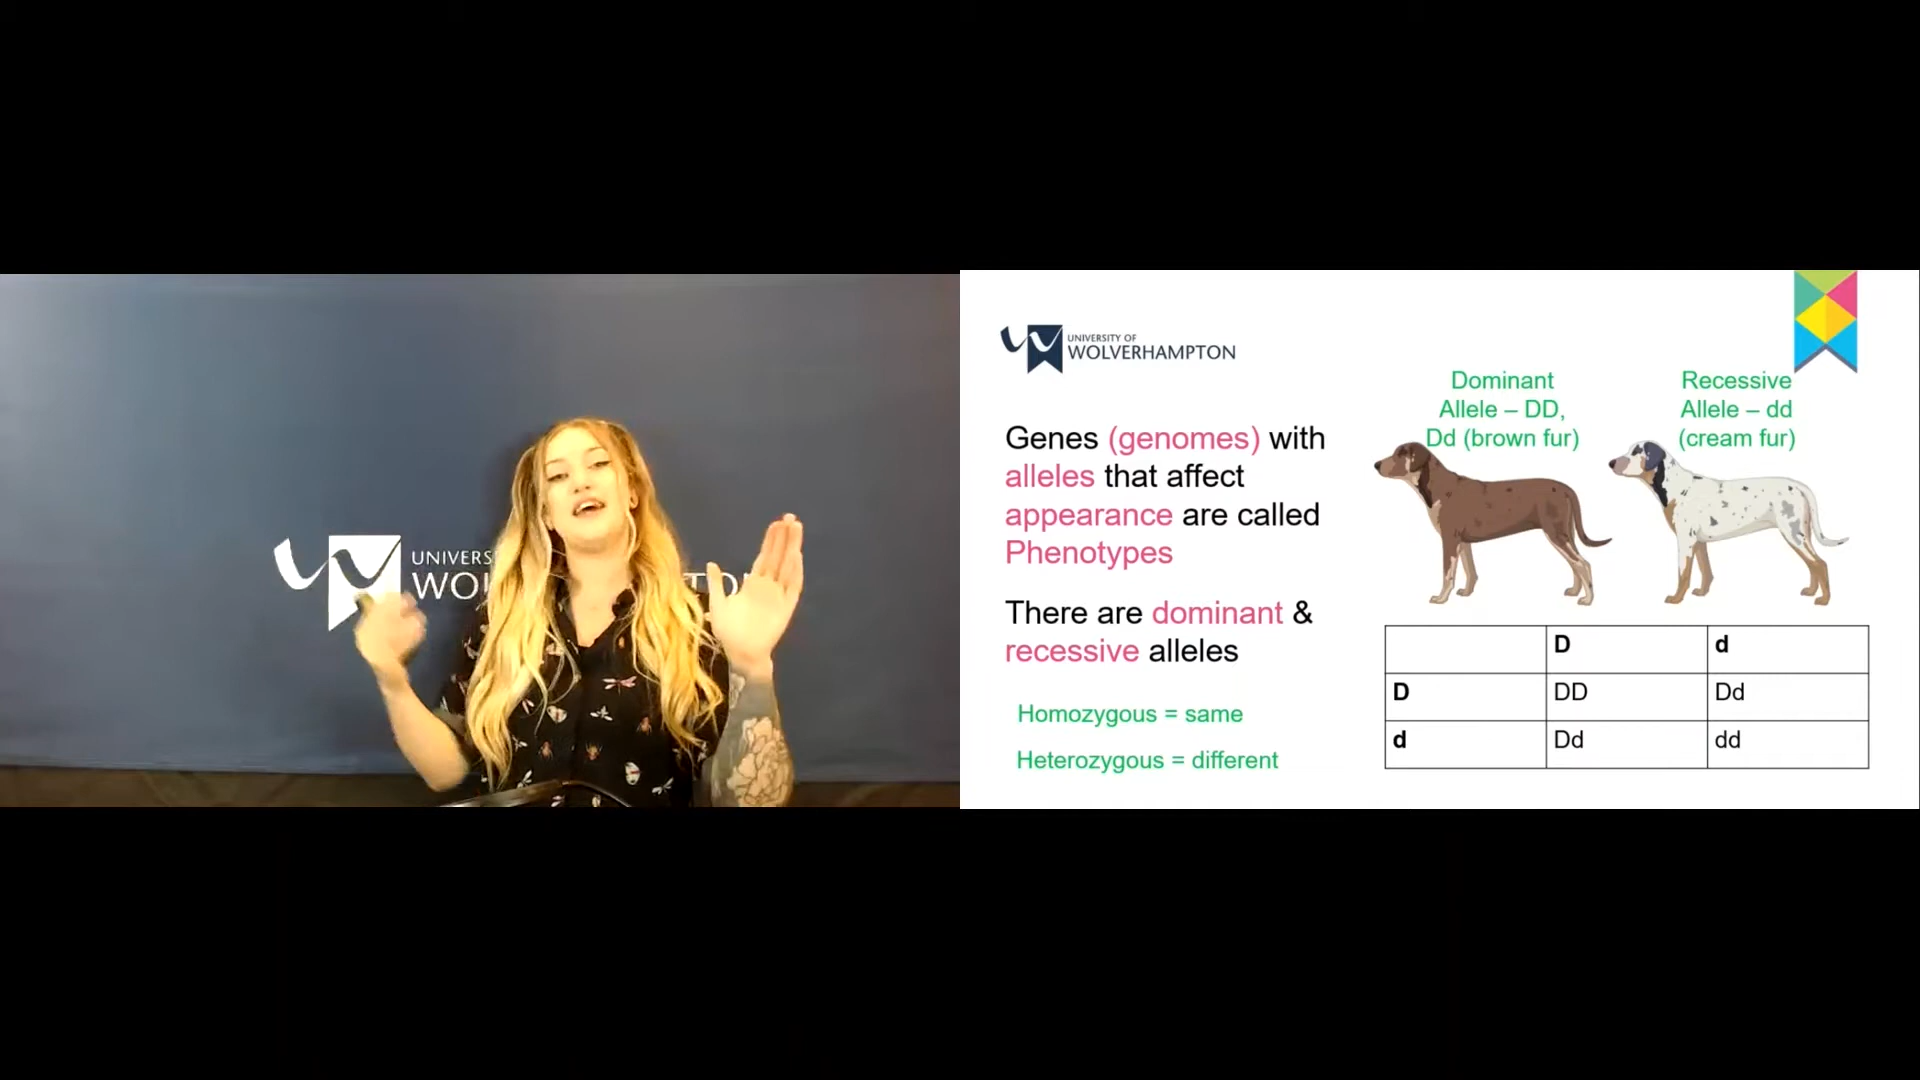 UNIVERS
WOL
TO
UNIVERSITY OF
WOLVERHAMPTON
Genes (genomes) with
alleles that affect
appearance are called
Phenotypes
There are dominant &
recessive alleles
Homozygous = same
Heterozygous = different
Dominant
Allele – DD,
Dd (brown fur)
Recessive
Allele – dd
(cream fur)
D d
D DD Dd
d Dd dd